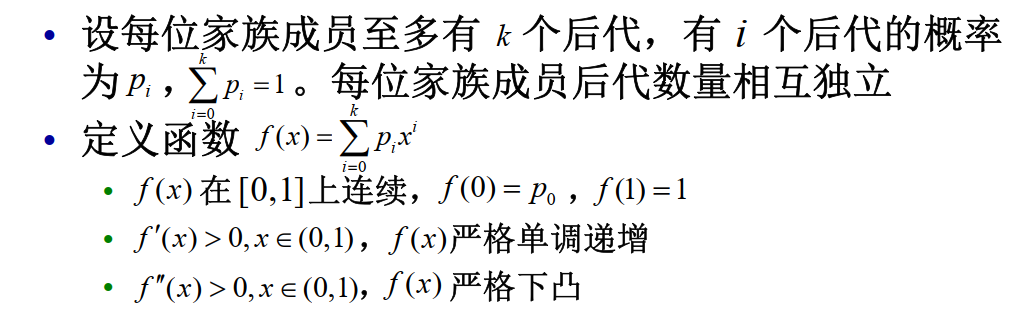 • 设每位家族成员至多有 k 个后代，有 i 个后代的概率
为 p_i ，\sum_{i=0}^{k} p_i = 1 。每位家族成员后代数量相互独立
• 定义函数 f(x) = \sum_{i=0}^{k} p_i x^i
• f(x) 在 [0,1] 上连续，f(0) = p_0 ，f(1) = 1
• f′(x) > 0, x ∈ (0,1)，f(x) 严格单调递增
• f″(x) > 0, x ∈ (0,1)，f(x) 严格下凸